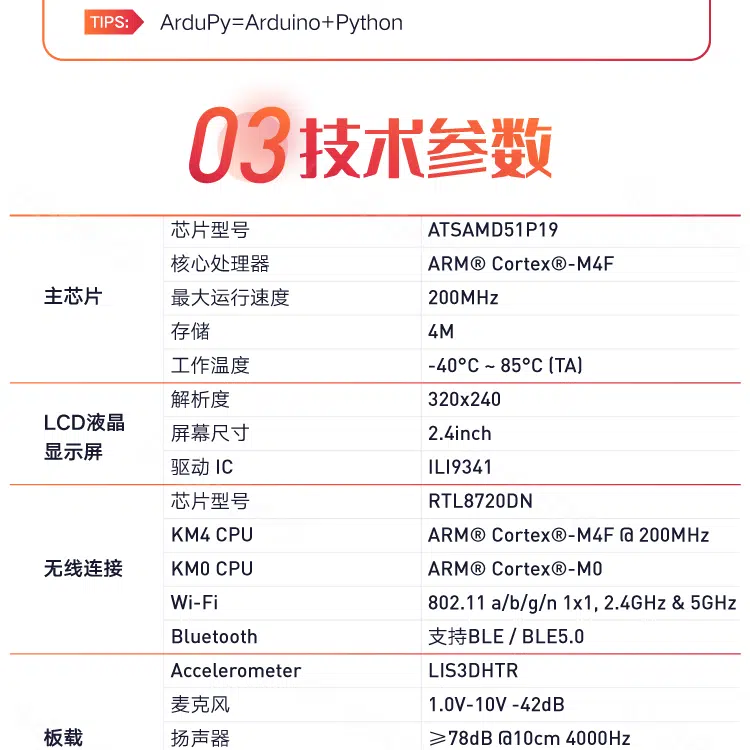 TIPS: ArduPy=Arduino+Python
03技术参数
主芯片
芯片型号 ATSAMD51P19
核心处理器 ARM® Cortex®-M4F
最大运行速度 200MHz
存储 4M
工作温度 -40°C ~ 85°C (TA)
LCD液晶
显示屏
解析度 320x240
屏幕尺寸 2.4inch
驱动 IC ILI9341
无线连接
芯片型号 RTL8720DN
KM4 CPU ARM® Cortex®-M4F @ 200MHz
KM0 CPU ARM® Cortex®-M0
Wi-Fi 802.11 a/b/g/n 1x1, 2.4GHz & 5GHz
Bluetooth 支持BLE / BLE5.0
板载
Accelerometer LIS3DHTR
麦克风 1.0V-10V -42dB
扬声器 ≥78dB @10cm 4000Hz